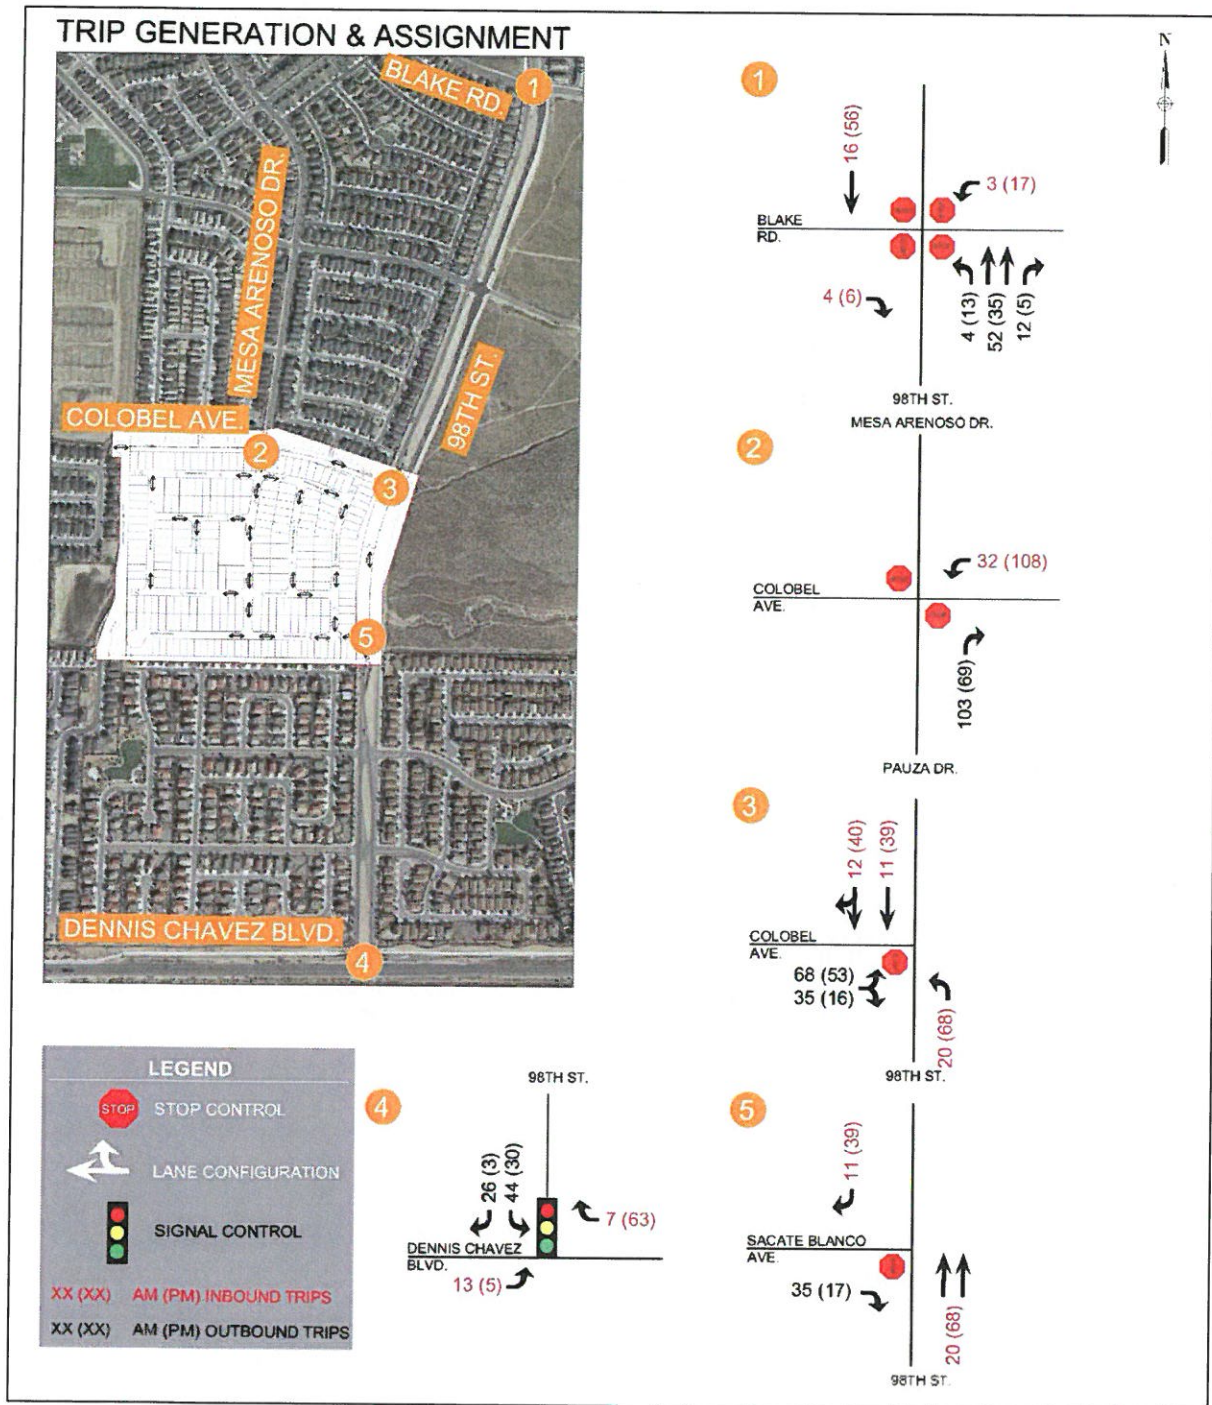 TRIP GENERATION & ASSIGNMENT
BLAKE RD.
1
MESA ARENOSO DR.
98TH ST.
COLOBEL AVE.
2
3
5
DENNIS CHAVEZ BLVD.
4
LEGEND
STOP
STOP CONTROL
LANE CONFIGURATION
SIGNAL CONTROL
XX (XX) AM (PM) INBOUND TRIPS
XX (XX) AM (PM) OUTBOUND TRIPS
N
1
16 (56)
3 (17)
BLAKE
RD.
4 (6)
4 (13)
52 (35)
12 (5)
98TH ST.
2
MESA ARENOSO DR.
32 (108)
COLOBEL
AVE.
103 (69)
PAUZA DR.
3
12 (40)
11 (39)
COLOBEL
AVE.
68 (53)
35 (16)
20 (68)
98TH ST.
4
98TH ST.
26 (3)
44 (30)
7 (63)
DENNIS CHAVEZ
BLVD.
13 (5)
5
11 (39)
SACATE BLANCO
AVE.
35 (17)
20 (68)
98TH ST.